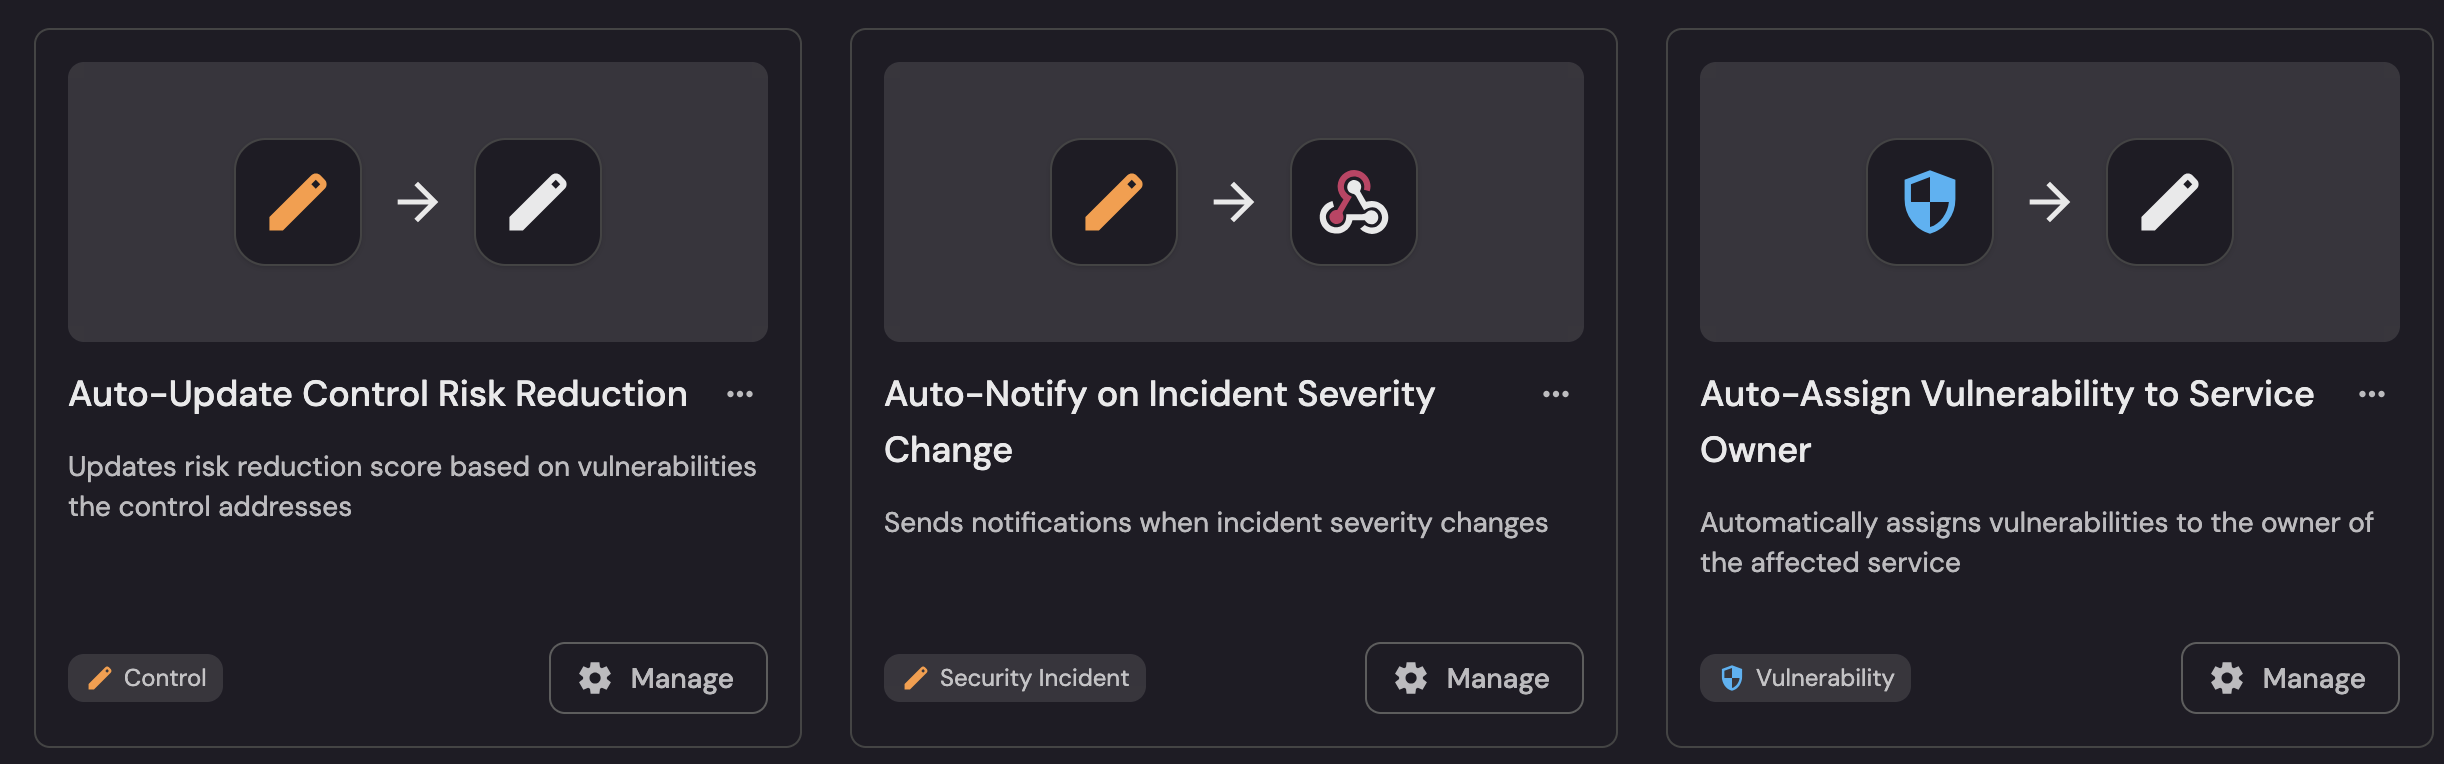 Auto-Update Control Risk Reduction
Updates risk reduction score based on vulnerabilities
the control addresses
Control
Manage
Auto-Notify on Incident Severity
Change
Sends notifications when incident severity changes
Security Incident
Manage
Auto-Assign Vulnerability to Service
Owner
Automatically assigns vulnerabilities to the owner of
the affected service
Vulnerability
Manage